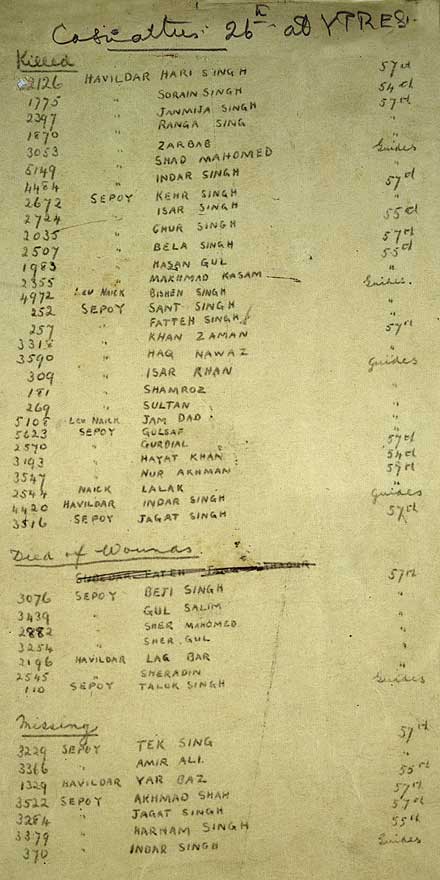 Casualties 26th at YPRES.
Killed
2126 HAVILDAR HARI SINGH 57th
1775 " SORAIN SINGH 54th
2397 " JANMIJA SINGH 57th
1870 " RANGA SING "
3053 " ZARBAB "
5149 " SHAD MAHOMED Guides
4484 " INDAR SINGH "
2672 SEPOY KEHR SINGH 57th
2724 " ISAR SINGH "
2035 " GHUR SINGH 55th
2507 " BELA SINGH 57th
1983 " HASAN GUL 55th
2355 " MAKHMAD KASAM "
4972 NAICK BISHEN SINGH Guides.
252 SEPOY SANT SINGH "
257 " FATTEH SINGH "
3318 " KHAN ZAMAN 57th
3590 " HAQ NAWAZ "
309 " ISAR KHAN Guides
181 " SHAMROZ "
269 " SULTAN "
5108 NAICK JAM DAD "
5623 SEPOY GULSAF "
2570 " GURDIAL 57th
3193 " HAYAT KHAN 54th
3547 " NUR AKHMAN 57th
2544 NAICK LALAK "
4420 HAVILDAR INDAR SINGH Guides
3516 SEPOY JAGAT SINGH 57th
Died of Wounds
SUBEDAR FATEH
3076 SEPOY BEJI SINGH 57th
3439 " GUL SALIM "
2882 " SHER MAHOMED "
3254 " SHER GUL "
2196 HAVILDAR LAG BAR "
2545 " SHERADIN "
110 SEPOY TALOK SINGH Guides
Missing
3229 SEPOY TEK SING 57th
3366 " AMIR ALI "
1329 HAVILDAR YAR BAZ 55th
3522 SEPOY AKHMAD SHAH 57th
3284 " JAGAT SINGH 57th
3379 " HARNAM SINGH 55th
370 " INDAR SINGH Guides